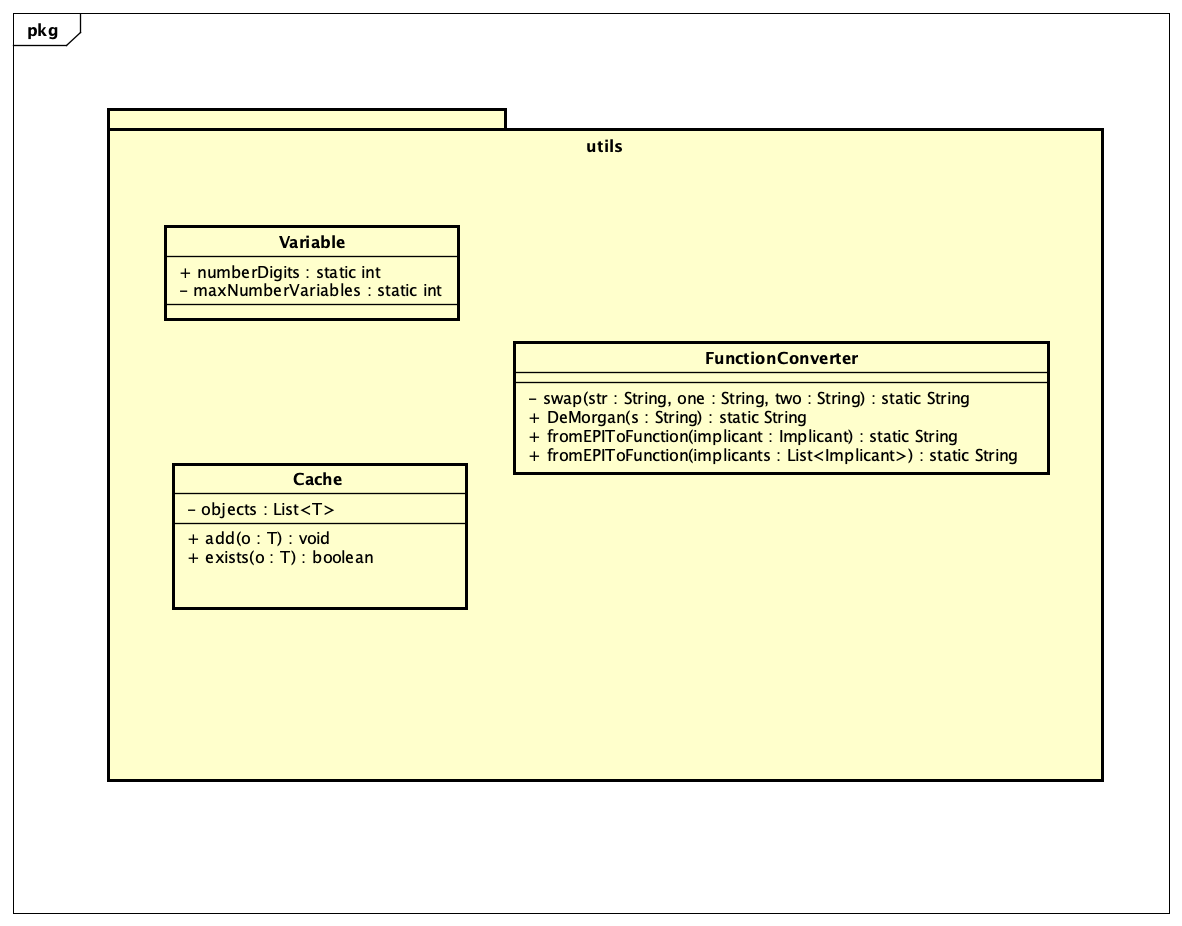 pkg
utils
Variable
+ numberDigits : static int
- maxNumberVariables : static int
FunctionConverter
- swap(str : String, one : String, two : String) : static String
+ DeMorgan(s : String) : static String
+ fromEPIToFunction(implicant : Implicant) : static String
+ fromEPIToFunction(implicants : List<Implicant>) : static String
Cache
- objects : List<T>
+ add(o : T) : void
+ exists(o : T) : boolean